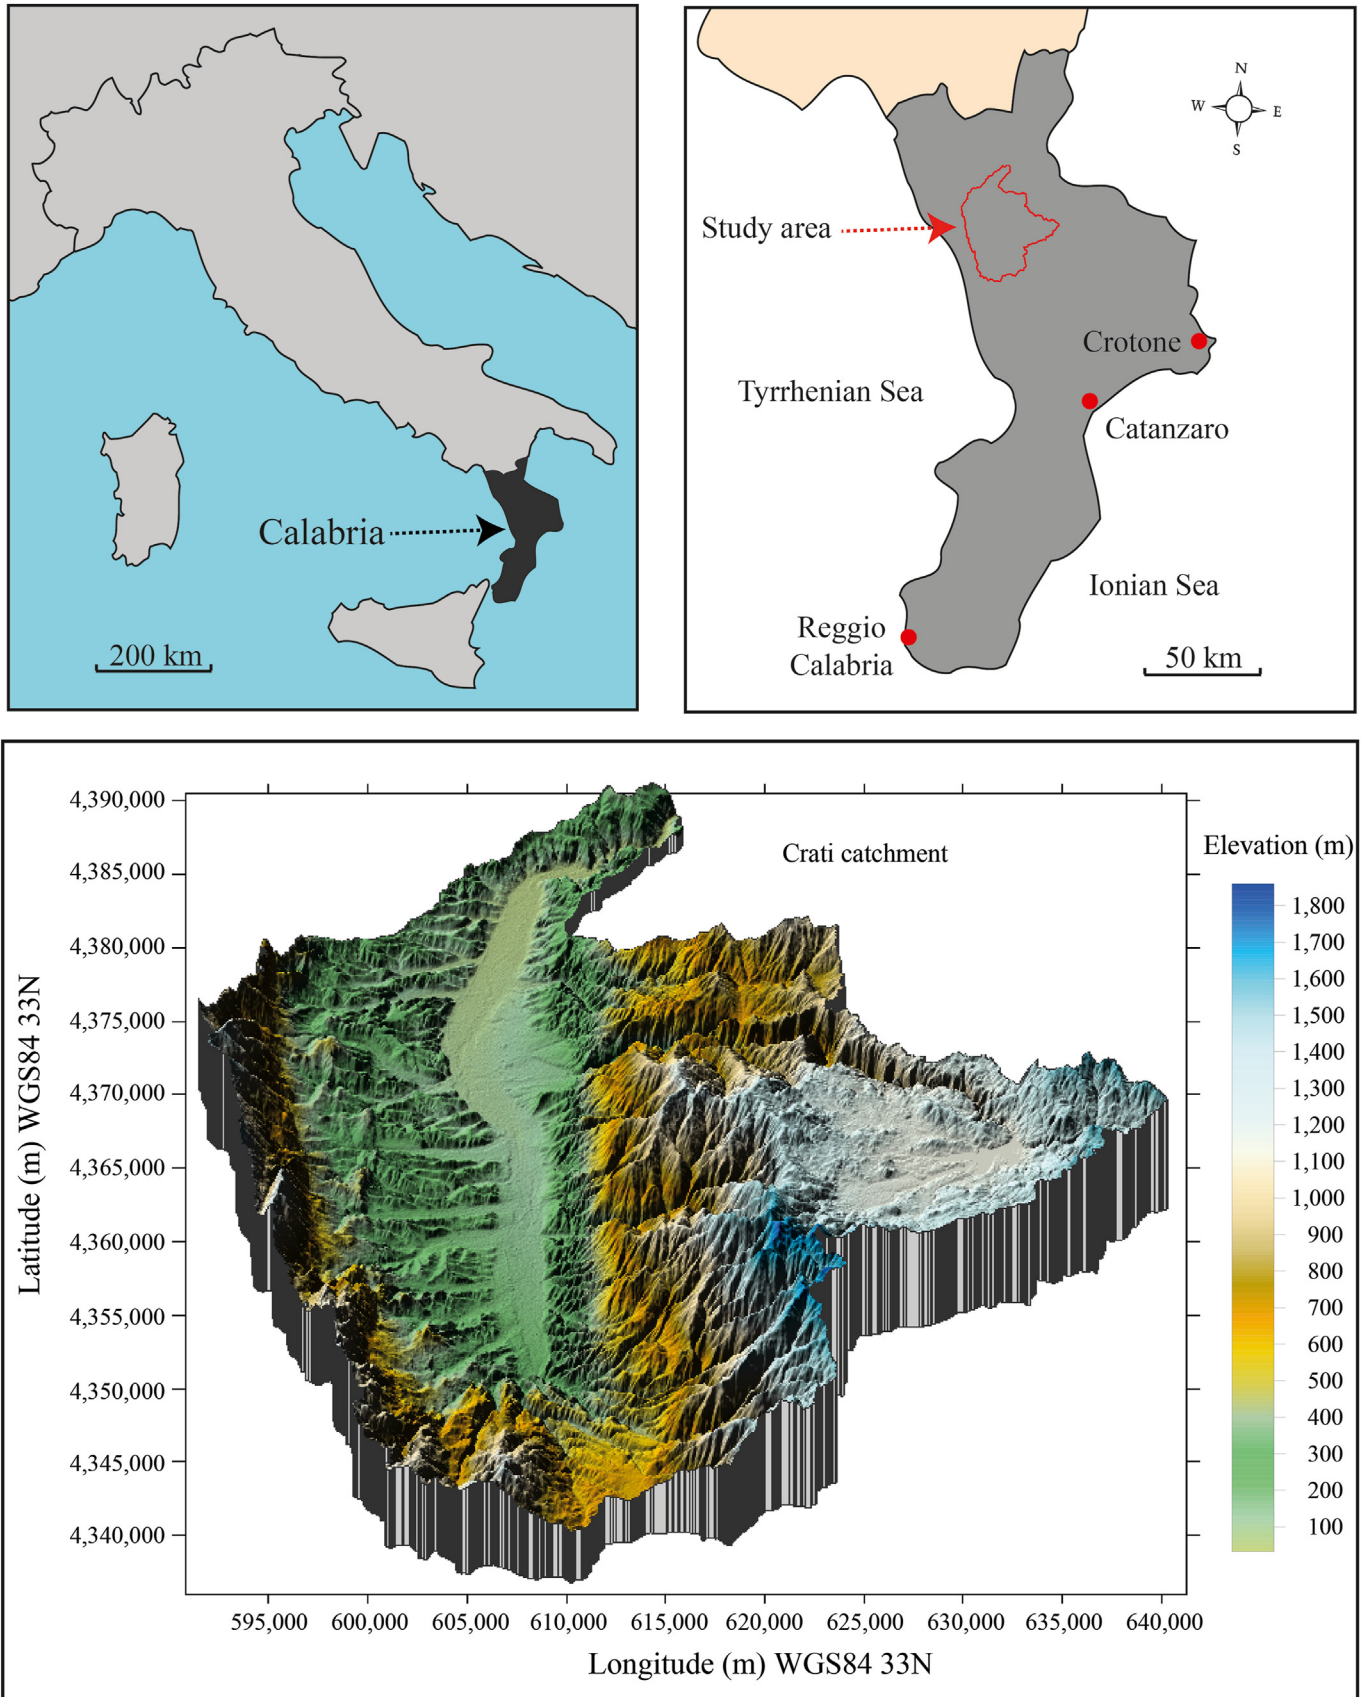 Calabria
200 km
N
W
E
S
Study area
Crotone
Tyrrhenian Sea
Catanzaro
Ionian Sea
Reggio
Calabria
50 km
Crati catchment
Elevation (m)
1,800
1,700
1,600
1,500
1,400
1,300
1,200
1,100
1,000
900
800
700
600
500
400
300
200
100
Latitude (m) WGS84 33N
4,390,000
4,385,000
4,380,000
4,375,000
4,370,000
4,365,000
4,360,000
4,355,000
4,350,000
4,345,000
4,340,000
595,000 600,000 605,000 610,000 615,000 620,000 625,000 630,000 635,000 640,000
Longitude (m) WGS84 33N